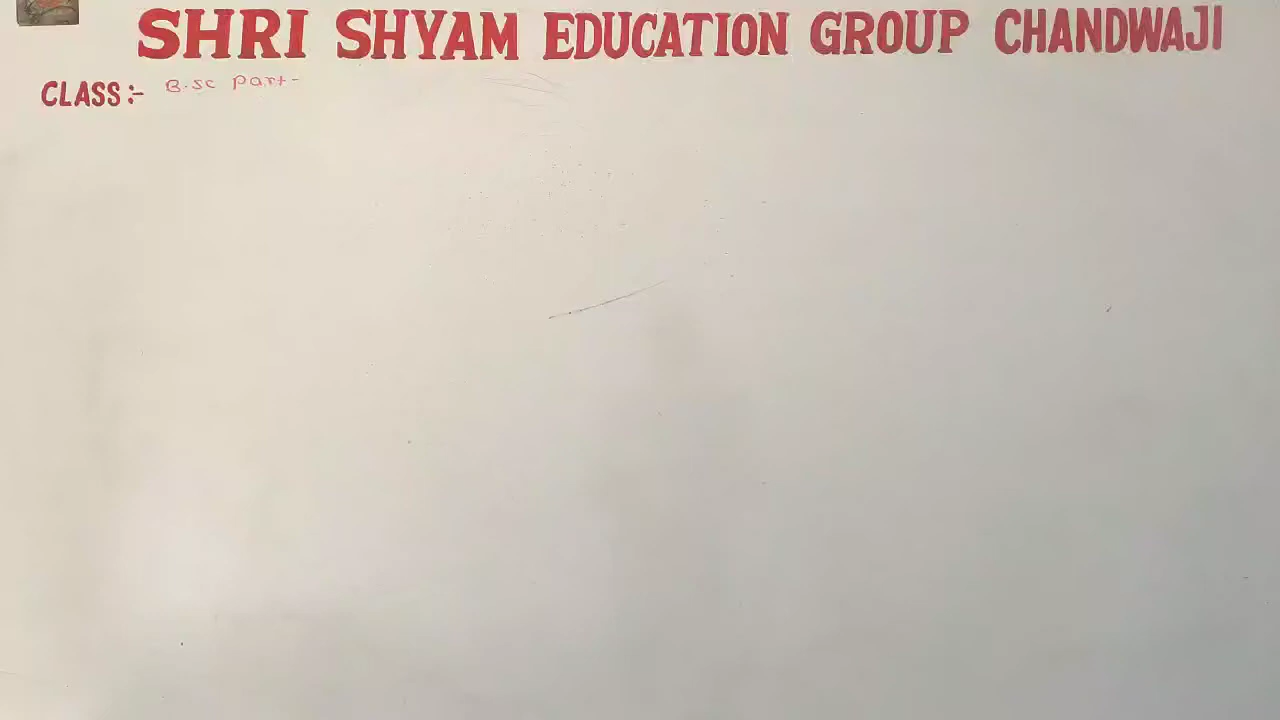 SHRI SHYAM EDUCATION GROUP CHANDWAJI
CLASS:- B.Sc Part-